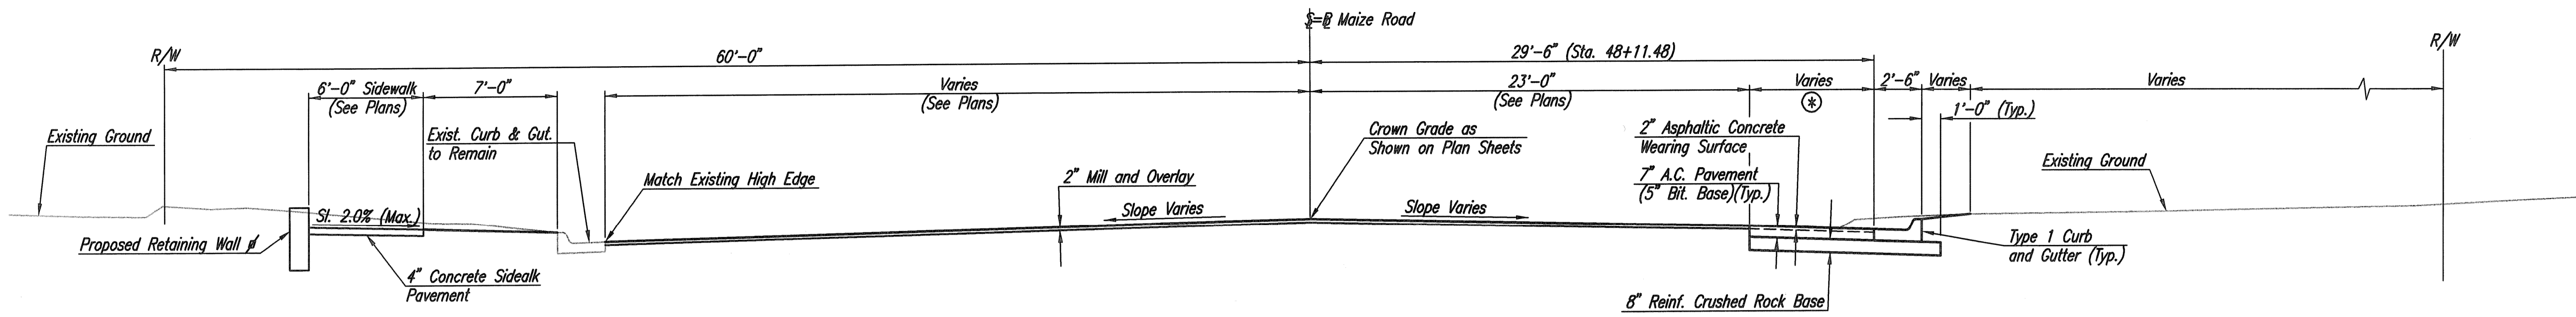 Maize Road
R/W
60'-0"
29'-6" (Sta. 48+11.48)
R/W
6'-0" Sidewalk
(See Plans)
7'-0"
Varies
(See Plans)
23'-0"
(See Plans)
Varies
*
2'-6"
Varies
Varies
1'-0" (Typ.)
Existing Ground
Exist. Curb & Gut.
to Remain
Crown Grade as
Shown on Plan Sheets
2" Asphaltic Concrete
Wearing Surface
Existing Ground
Match Existing High Edge
2" Mill and Overlay
7" A.C. Pavement
(5" Bit. Base)(Typ.)
Sl. 2.0% (Max.)
Slope Varies
Slope Varies
Proposed Retaining Wall
Type 1 Curb
and Gutter (Typ.)
4" Concrete Sidealk
Pavement
8" Reinf. Crushed Rock Base